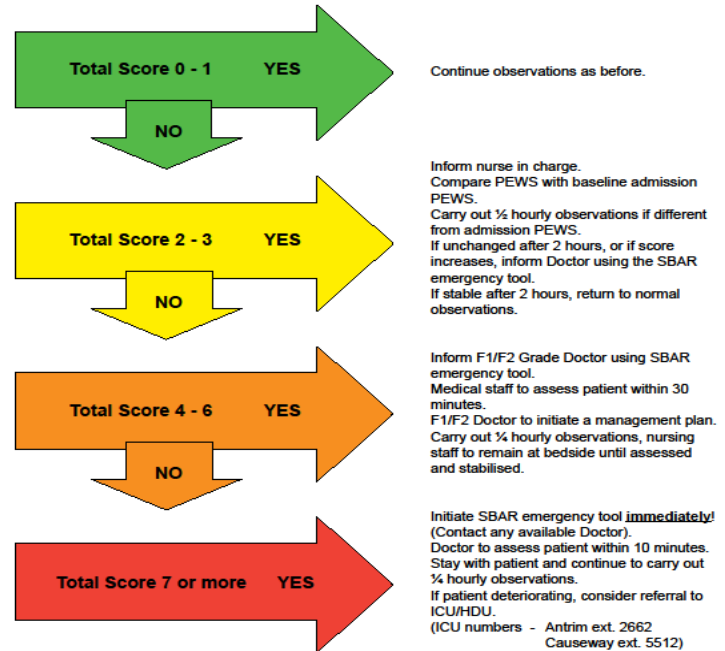 Total Score 0 - 1 YES
Continue observations as before.
NO
Inform nurse in charge.
Compare PEWS with baseline admission
PEWS.
Carry out ½ hourly observations if different
from admission PEWS.
Total Score 2 - 3 YES
If unchanged after 2 hours, or if score
increases, inform Doctor using the SBAR
emergency tool.
If stable after 2 hours, return to normal
observations.
NO
Inform F1/F2 Grade Doctor using SBAR
emergency tool.
Medical staff to assess patient within 30
minutes.
Total Score 4 - 6 YES
F1/F2 Doctor to initiate a management plan.
Carry out ¼ hourly observations, nursing
staff to remain at bedside until assessed
and stabilised.
NO
Initiate SBAR emergency tool immediately!
(Contact any available Doctor).
Doctor to assess patient within 10 minutes.
Stay with patient and continue to carry out
¼ hourly observations.
Total Score 7 or more YES
If patient deteriorating, consider referral to
ICU/HDU.
(ICU numbers - Antrim ext. 2662
Causeway ext. 5512)